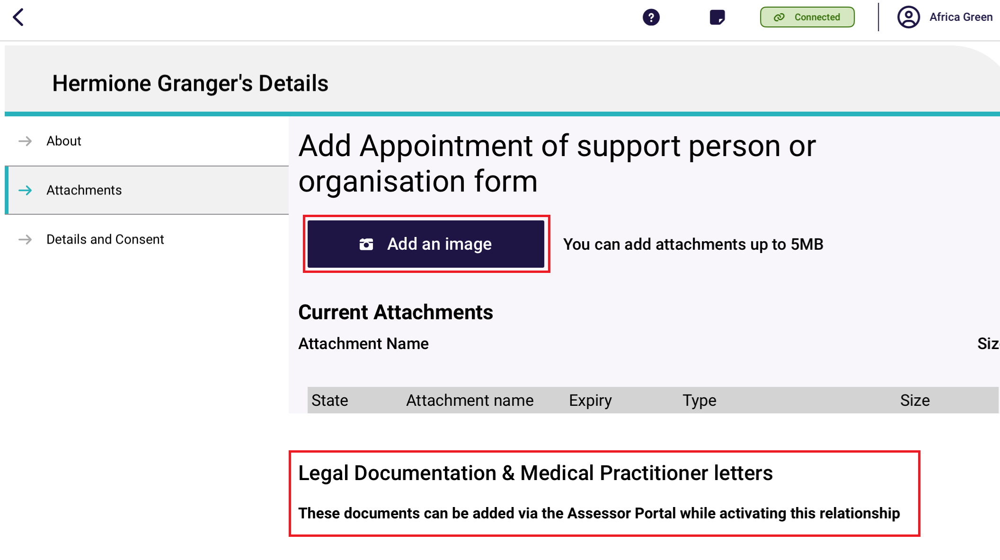 Connected
Africa Green
Hermione Granger's Details
About
Attachments
Details and Consent
Add Appointment of support person or
organisation form
Add an image
You can add attachments up to 5MB
Current Attachments
Attachment Name
State Attachment name Expiry Type Size
Legal Documentation & Medical Practitioner letters
These documents can be added via the Assessor Portal while activating this relationship